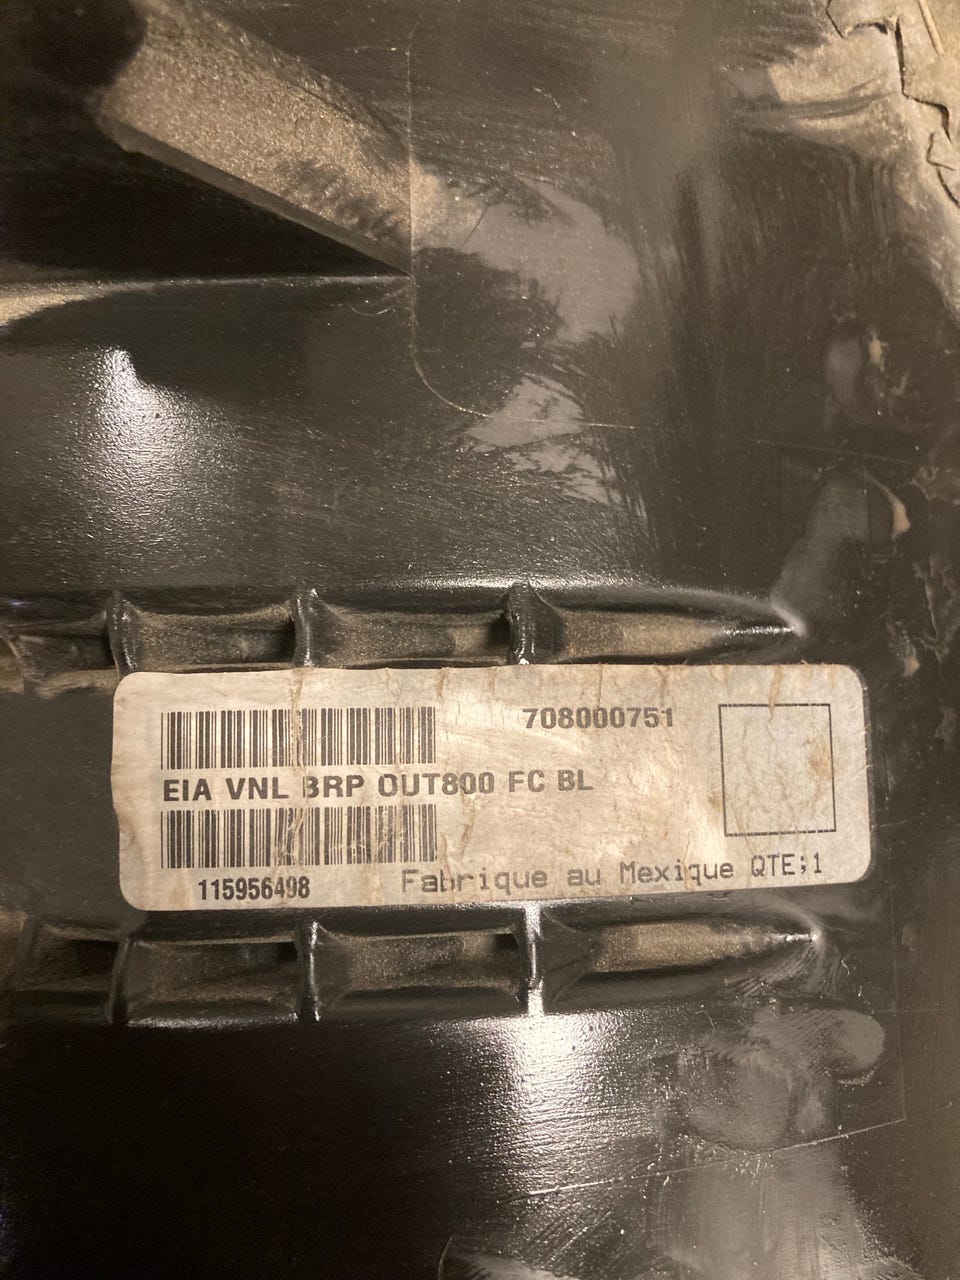 708000751
EIA VNL BRP OUT800 FC BL
115956498
Fabrique au Mexique QTE;1